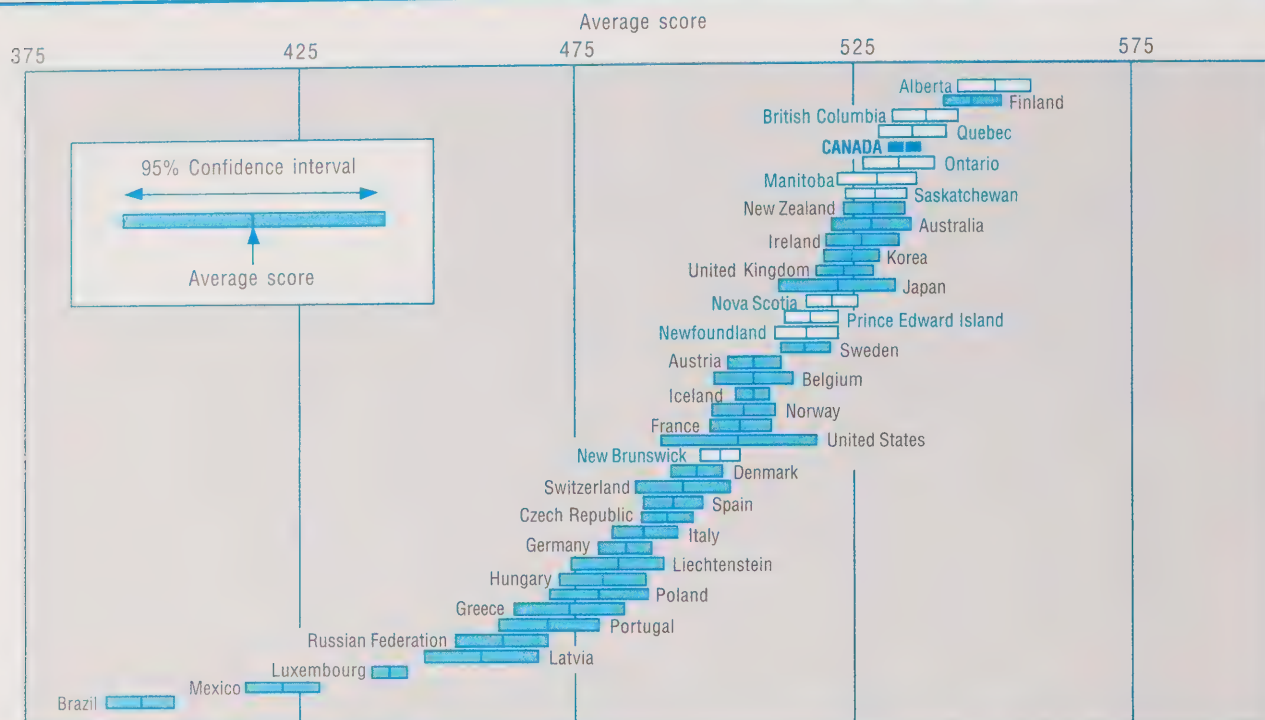 Average score
375 425 475 525 575
Alberta
Finland
British Columbia
Quebec
CANADA
Ontario
Manitoba
Saskatchewan
New Zealand
Australia
Ireland
Korea
United Kingdom
Japan
Nova Scotia
Prince Edward Island
Newfoundland
Sweden
Austria
Belgium
Iceland
Norway
France
United States
New Brunswick
Denmark
Switzerland
Spain
Czech Republic
Italy
Germany
Liechtenstein
Hungary
Poland
Greece
Portugal
Russian Federation
Latvia
Luxembourg
Mexico
Brazil
95% Confidence interval
Average score